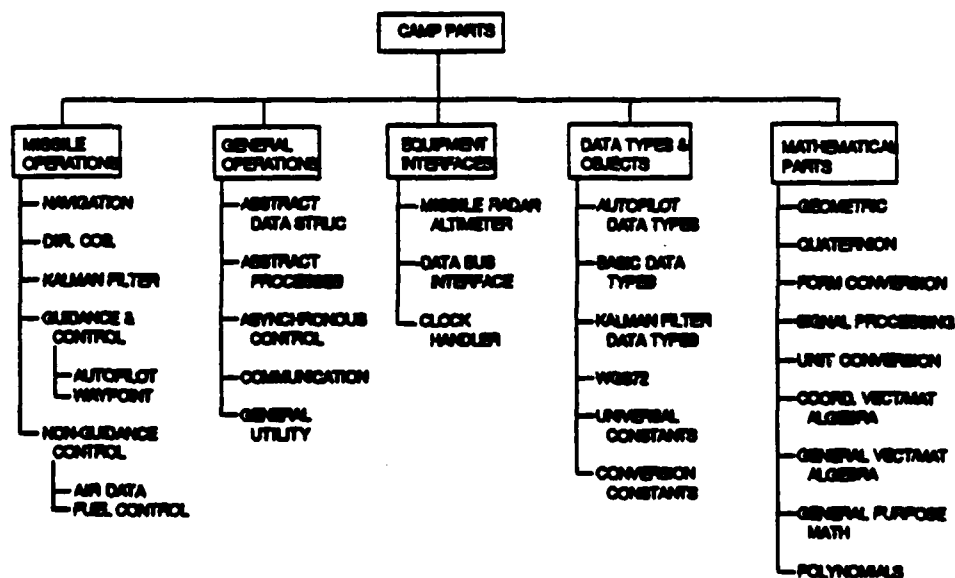 CAMP PARTS
MISSILE
OPERATIONS
NAVIGATION
DIR. COS.
KALMAN FILTER
GUIDANCE &
CONTROL
AUTOPILOT
WAYPOINT
NON-GUIDANCE
CONTROL
AIR DATA
FUEL CONTROL
GENERAL
OPERATIONS
ABSTRACT
DATA STRUC
ABSTRACT
PROCESSES
ASYNCHRONOUS
CONTROL
COMMUNICATION
GENERAL
UTILITY
EQUIPMENT
INTERFACES
MISSILE RADAR
ALTIMETER
DATA BUS
INTERFACE
CLOCK
HANDLER
DATA TYPES &
OBJECTS
AUTOPILOT
DATA TYPES
BASIC DATA
TYPES
KALMAN FILTER
DATA TYPES
WGS72
UNIVERSAL
CONSTANTS
CONVERSION
CONSTANTS
MATHEMATICAL
PARTS
GEOMETRIC
QUATERNION
FORM CONVERSION
SIGNAL PROCESSING
UNIT CONVERSION
COORD. VECT/MAT
ALGEBRA
GENERAL VECT/MAT
ALGEBRA
GENERAL PURPOSE
MATH
POLYNOMIALS